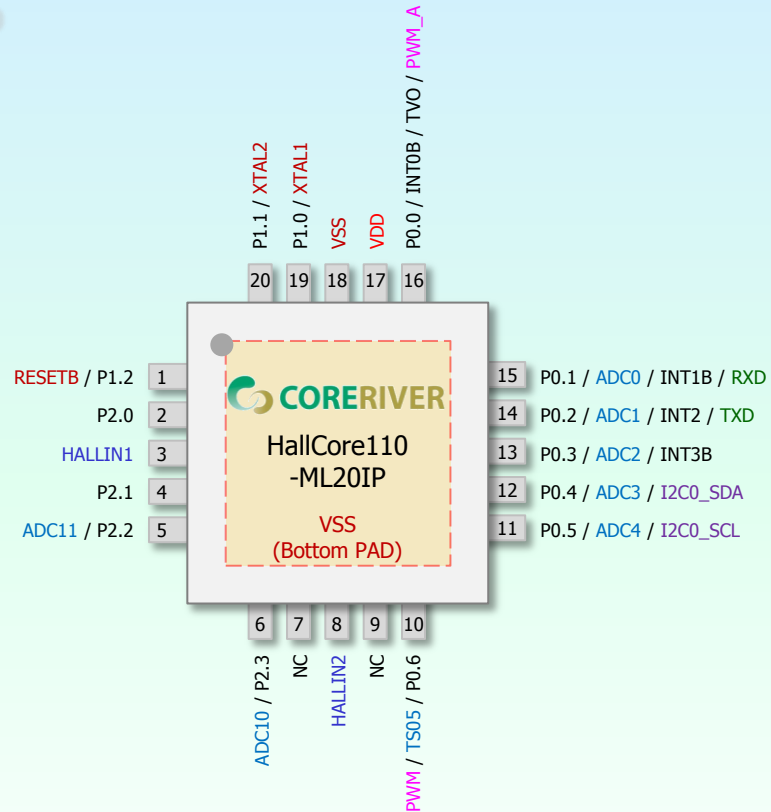 P1.1 / XTAL2
P1.0 / XTAL1
VSS
VDD
P0.0 / INT0B / TVO / PWM_A
20
19
18
17
16
RESETB / P1.2
1
P2.0
2
HALLIN1
3
P2.1
4
ADC11 / P2.2
5
CORERIVER
HallCore110
-ML20IP
VSS
(Bottom PAD)
15
P0.1 / ADC0 / INT1B / RXD
14
P0.2 / ADC1 / INT2 / TXD
13
P0.3 / ADC2 / INT3B
12
P0.4 / ADC3 / I2C0_SDA
11
P0.5 / ADC4 / I2C0_SCL
6
7
8
9
10
ADC10 / P2.3
NC
HALLIN2
NC
PWM / TS05 / P0.6